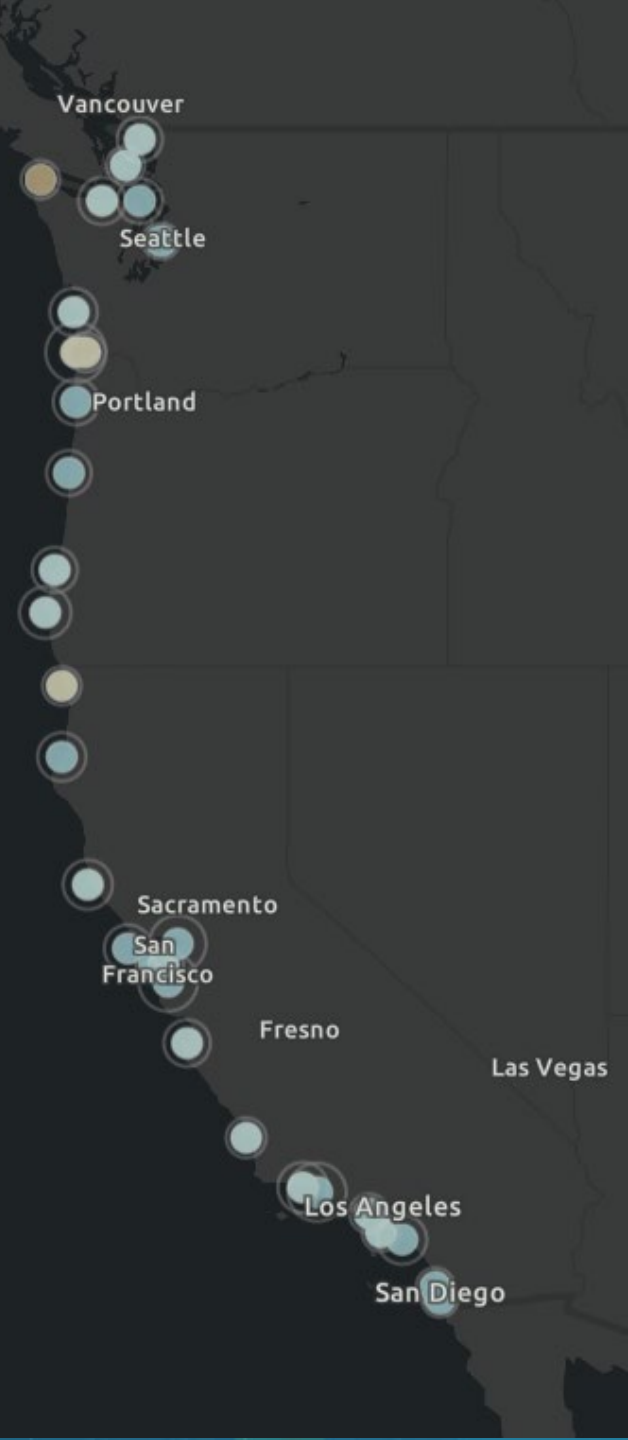 Vancouver
Seattle
Portland
Sacramento
San
Francisco
Fresno
Las Vegas
Los Angeles
San Diego